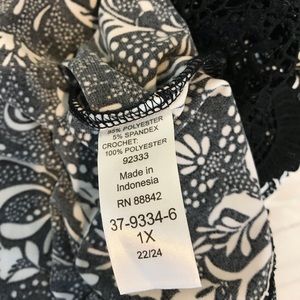 95% POLYESTER
5% SPANDEX
CROCHET:
100% POLYESTER
92333
Made in
Indonesia
RN 88842
37-9334-6
1X
22/24